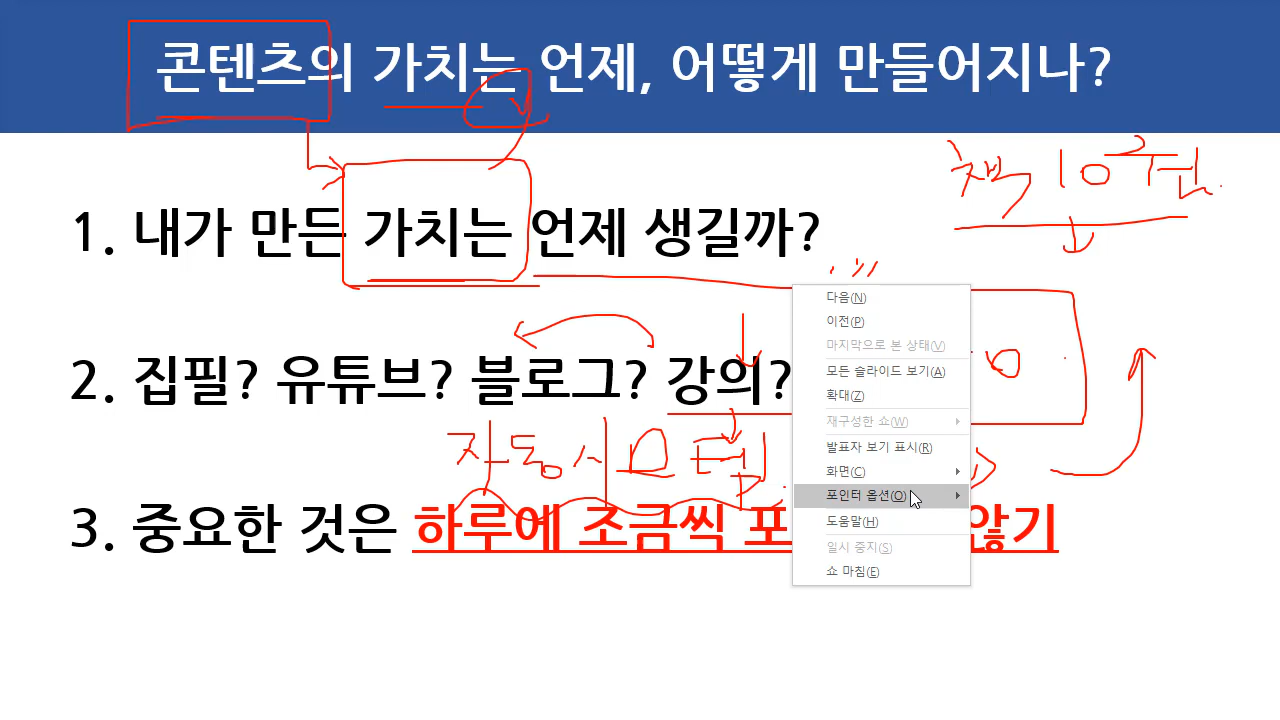 콘텐츠의 가치는 언제, 어떻게 만들어지나?
책 10권
1. 내가 만든 가치는 언제 생길까?
2. 집필? 유튜브? 블로그? 강의?
자동시스템
3. 중요한 것은 하루에 조금씩 포 않기
다음(N)
이전(P)
마지막으로 본 상태(V)
모든 슬라이드 보기(A)
확대(Z)
재구성한 쇼(W)
발표자 보기 표시(R)
화면(C)
포인터 옵션(O)
도움말(H)
일시 중지(S)
쇼 마침(E)